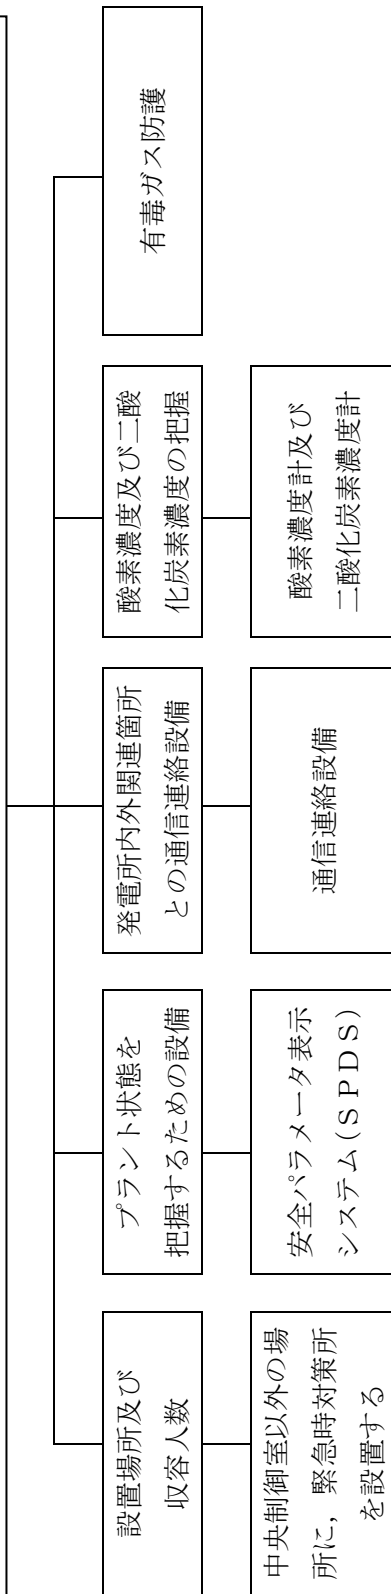 設置場所及び
収容人数
プラント状態を
把握するための設備
発電所内外関連箇所
との通信連絡設備
酸素濃度及び二酸
化炭素濃度の把握
有毒ガス防護
中央制御室以外の場
所に，緊急時対策所
を設置する
安全パラメータ表示
システム(ＳＰＤＳ)
通信連絡設備
酸素濃度計及び
二酸化炭素濃度計